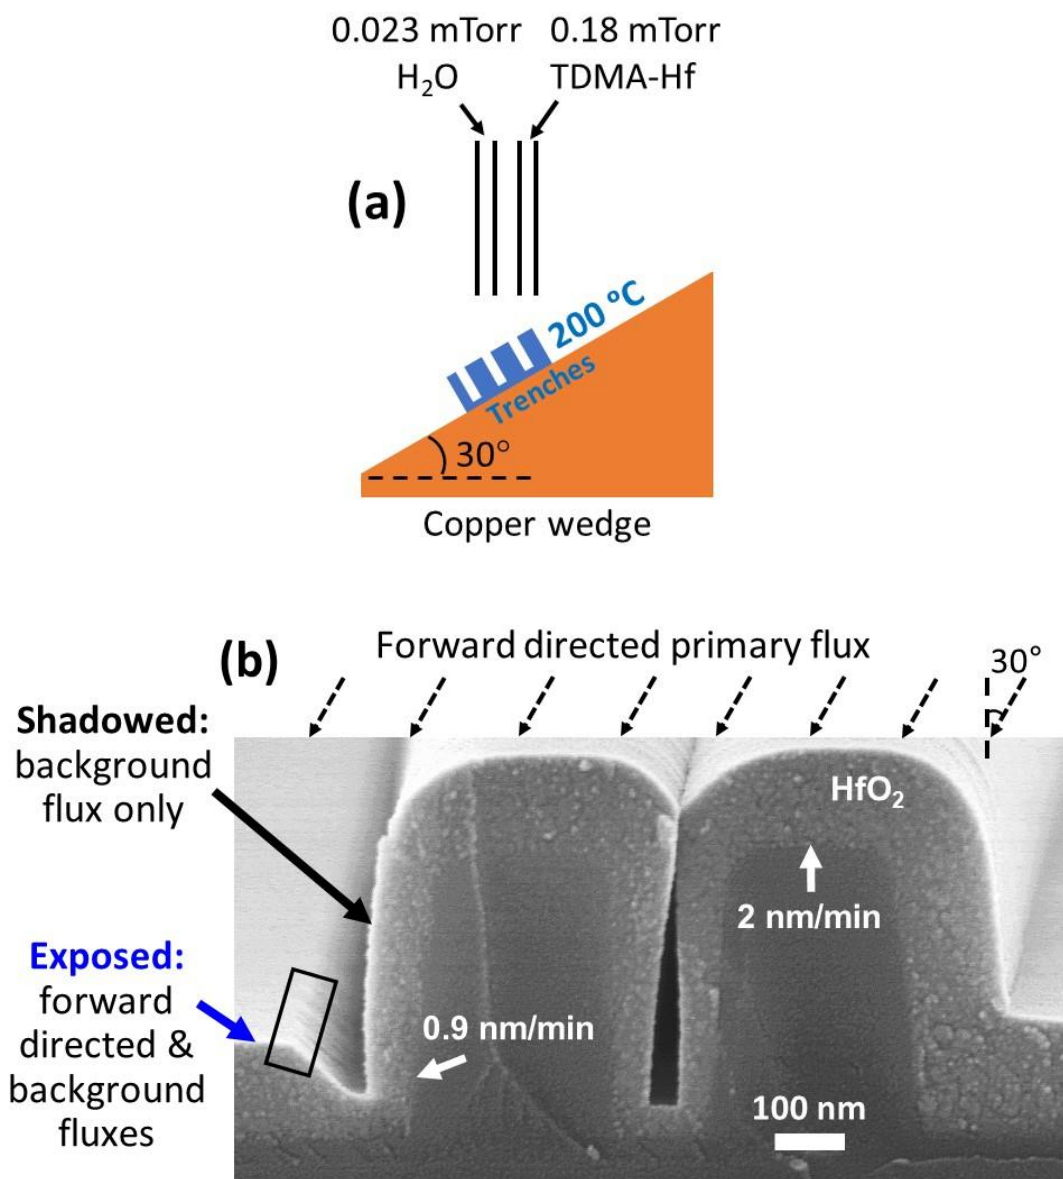 0.023 mTorr 0.18 mTorr
H₂O TDMA-Hf
(a)
200 °C
Trenches
30°
Copper wedge
(b)
Forward directed primary flux
30°
Shadowed:
background
flux only
HfO₂
2 nm/min
Exposed:
forward
directed &
background
fluxes
0.9 nm/min
100 nm